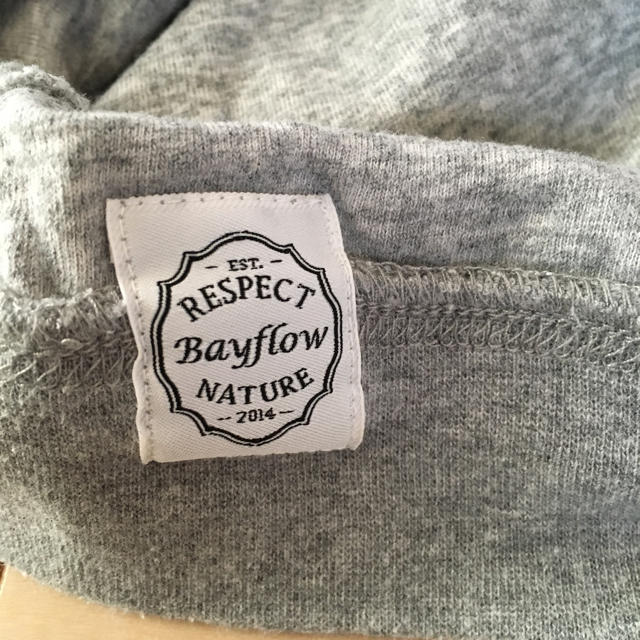 EST.
RESPECT
Bayflow
NATURE
2014